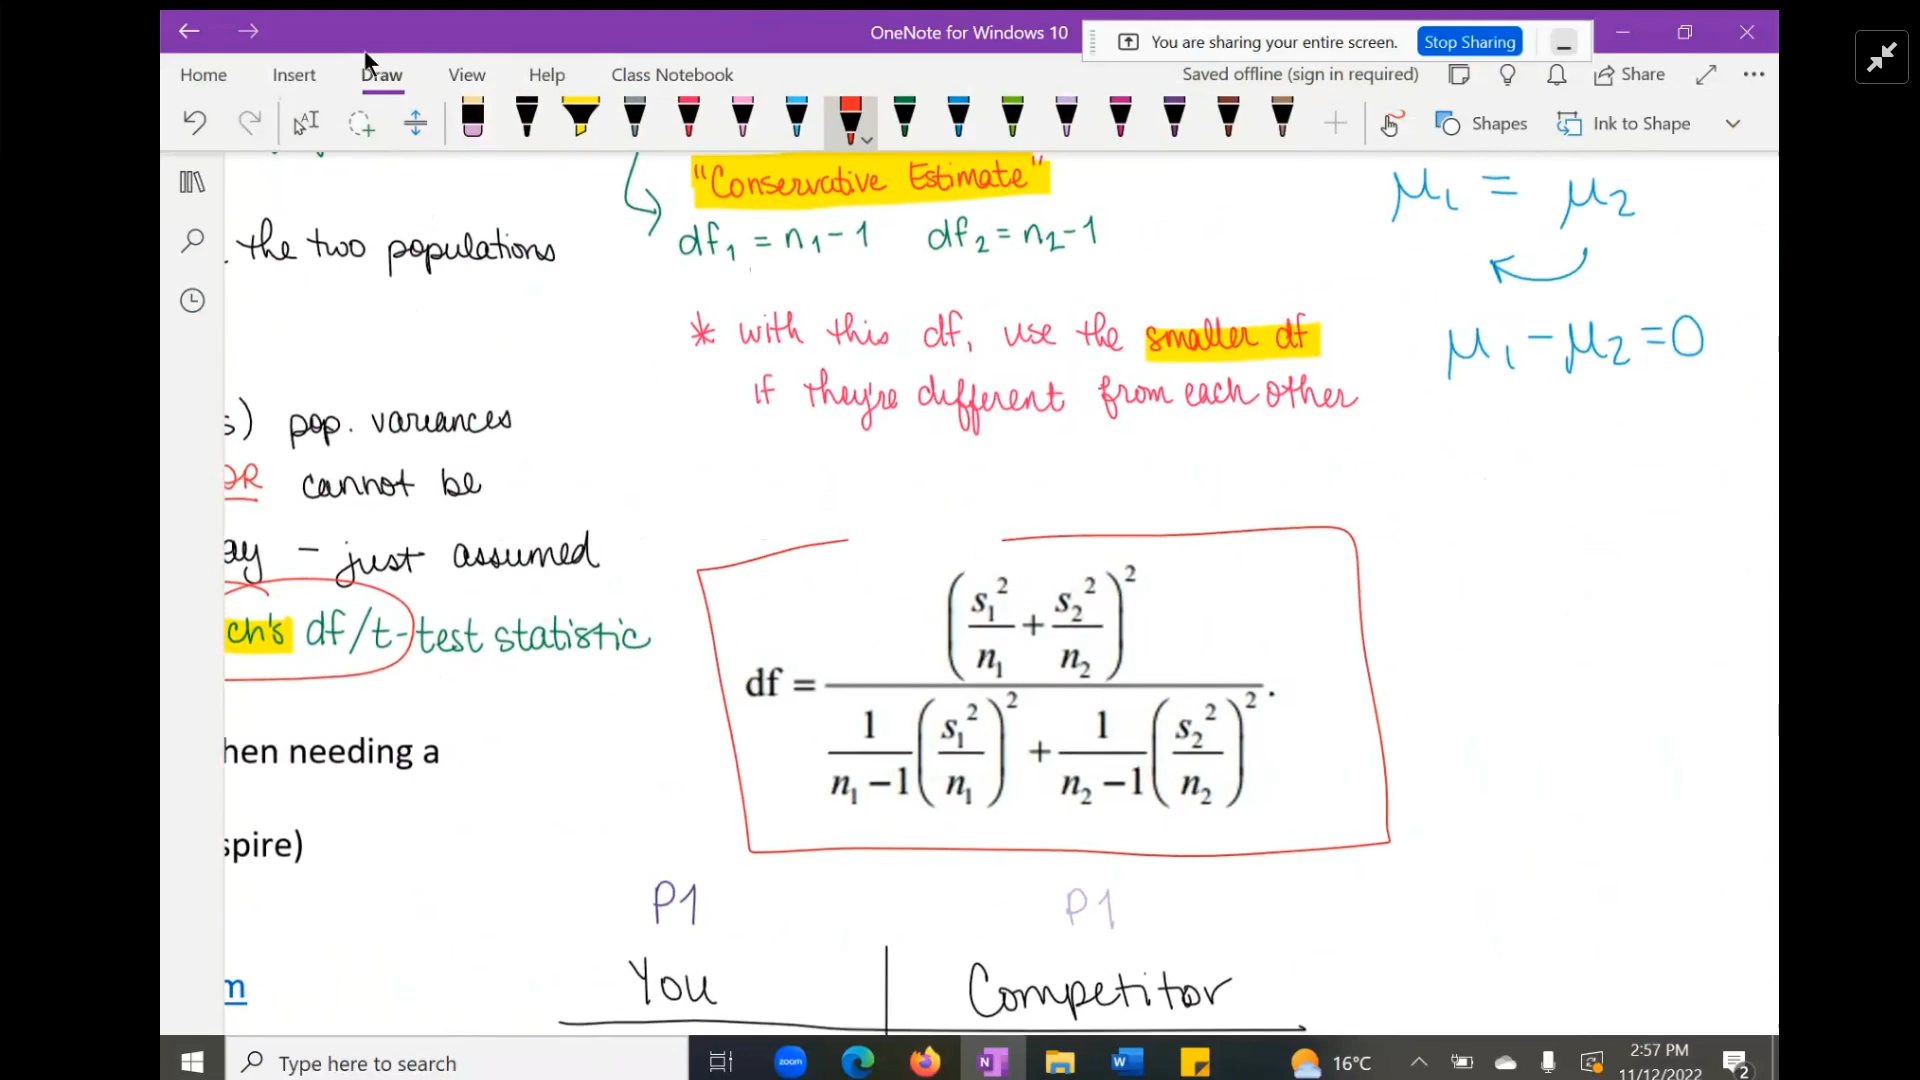 OneNote for Windows 10
You are sharing your entire screen.
Stop Sharing
Home
Insert
Draw
View
Help
Class Notebook
Saved offline (sign in required)
Share
Shapes
Ink to Shape
"Conservative Estimate"
df₁ = n₁-1 df₂ = n₂-1
. the two populations
* with this df, use the smaller df
if they're different from each other
μ₁ = μ₂
μ₁ - μ₂ = 0
s) pop. variances
OR cannot be
ay - just assumed
ch's df/t-test statistic
df = (s₁²/n₁ + s₂²/n₂)² / (1/(n₁-1) (s₁²/n₁)² + 1/(n₂-1) (s₂²/n₂)²).
hen needing a
spire)
P1 P1
You Competitor
m
Type here to search
zoom
N
W
16°C
2:57 PM
11/12/2022
2